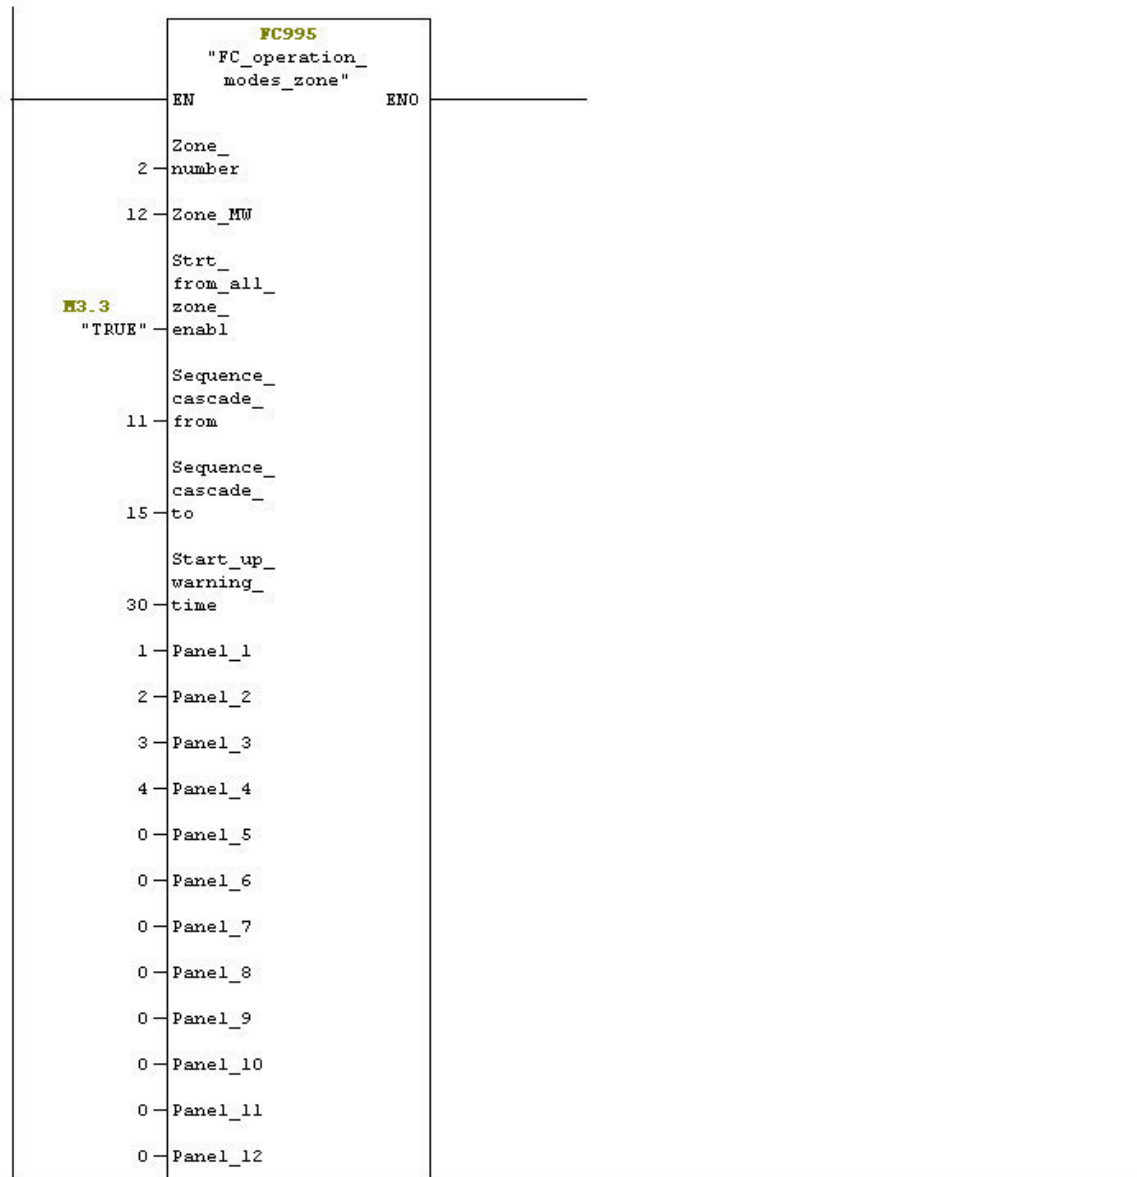 FC995
"FC_operation_
modes_zone"
EN ENO
Zone_
2 number
12 Zone_MW
Strt_
from_all_
M3.3 zone_
"TRUE" enabl
Sequence_
cascade_
11 from
Sequence_
cascade_
15 to
Start_up_
warning_
30 time
1 Panel_1
2 Panel_2
3 Panel_3
4 Panel_4
0 Panel_5
0 Panel_6
0 Panel_7
0 Panel_8
0 Panel_9
0 Panel_10
0 Panel_11
0 Panel_12